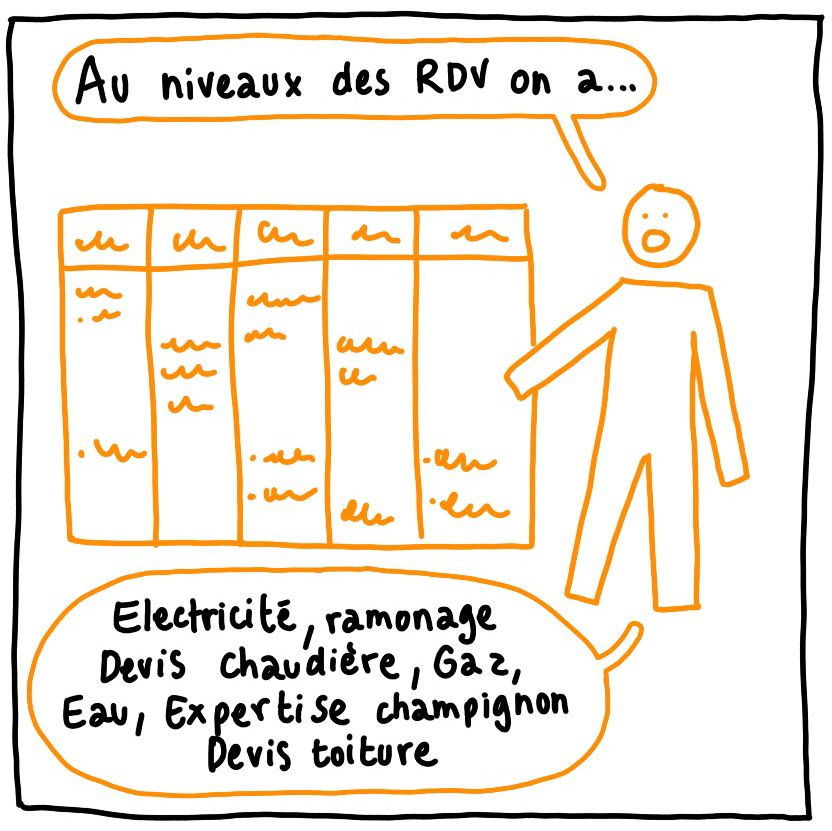 Au niveaux des RDV on a...
Electricité, ramonage
Devis chaudière, Gaz,
Eau, Expertise champignon
Devis toiture